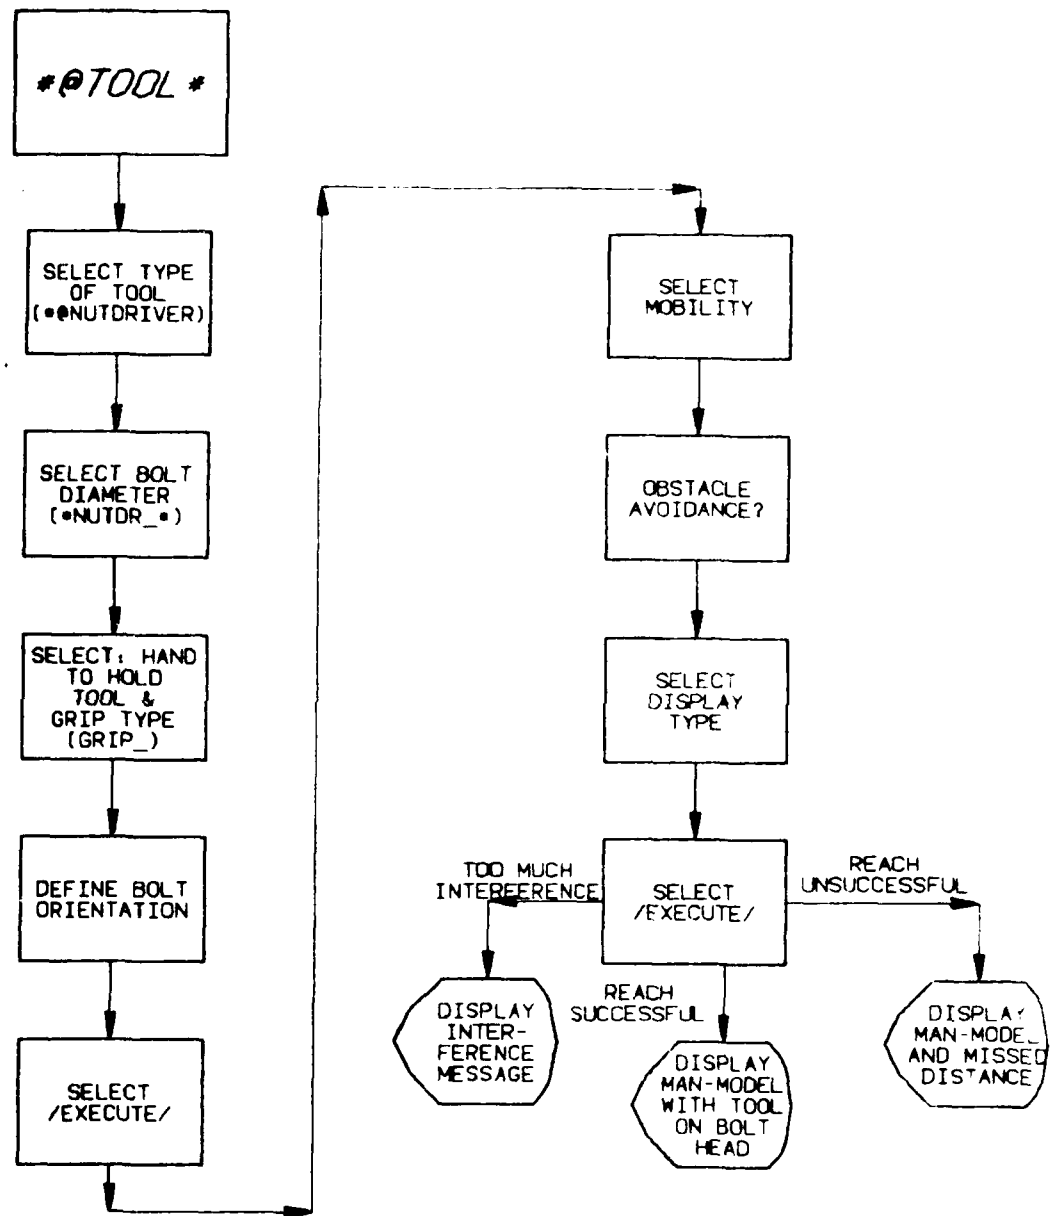 *@TOOL*
SELECT TYPE
OF TOOL
(*@NUTDRIVER)
SELECT BOLT
DIAMETER
(*NUTDR_*)
SELECT: HAND
TO HOLD
TOOL &
GRIP TYPE
(GRIP_)
DEFINE BOLT
ORIENTATION
SELECT
/EXECUTE/
SELECT
MOBILITY
OBSTACLE
AVOIDANCE?
SELECT
DISPLAY
TYPE
SELECT
/EXECUTE/
TOO MUCH
INTERFERENCE
DISPLAY
INTER-
FERENCE
MESSAGE
REACH
SUCCESSFUL
DISPLAY
MAN-MODEL
WITH TOOL
ON BOLT
HEAD
REACH
UNSUCCESSFUL
DISPLAY
MAN-MODEL
AND MISSED
DISTANCE